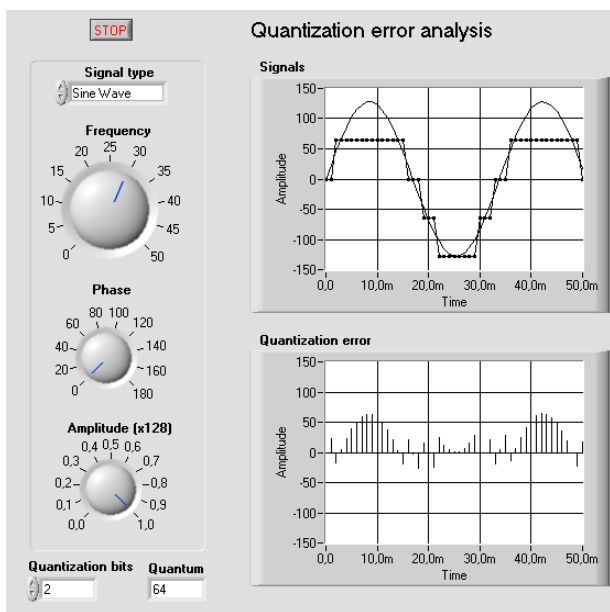 STOP
Quantization error analysis
Signal type
Sine Wave
Frequency
0 5 10 15 20 25 30 35 40 45 50
Phase
0 20 40 60 80 100 120 140 160 180
Amplitude (x128)
0,0 0,1 0,2 0,3 0,4 0,5 0,6 0,7 0,8 0,9 1,0
Quantization bits
2
Quantum
64
Signals
Amplitude
150
100
50
0
-50
-100
-150
0,0 10,0m 20,0m 30,0m 40,0m 50,0m
Time
Quantization error
Amplitude
150
100
50
0
-50
-100
-150
0,0 10,0m 20,0m 30,0m 40,0m 50,0m
Time